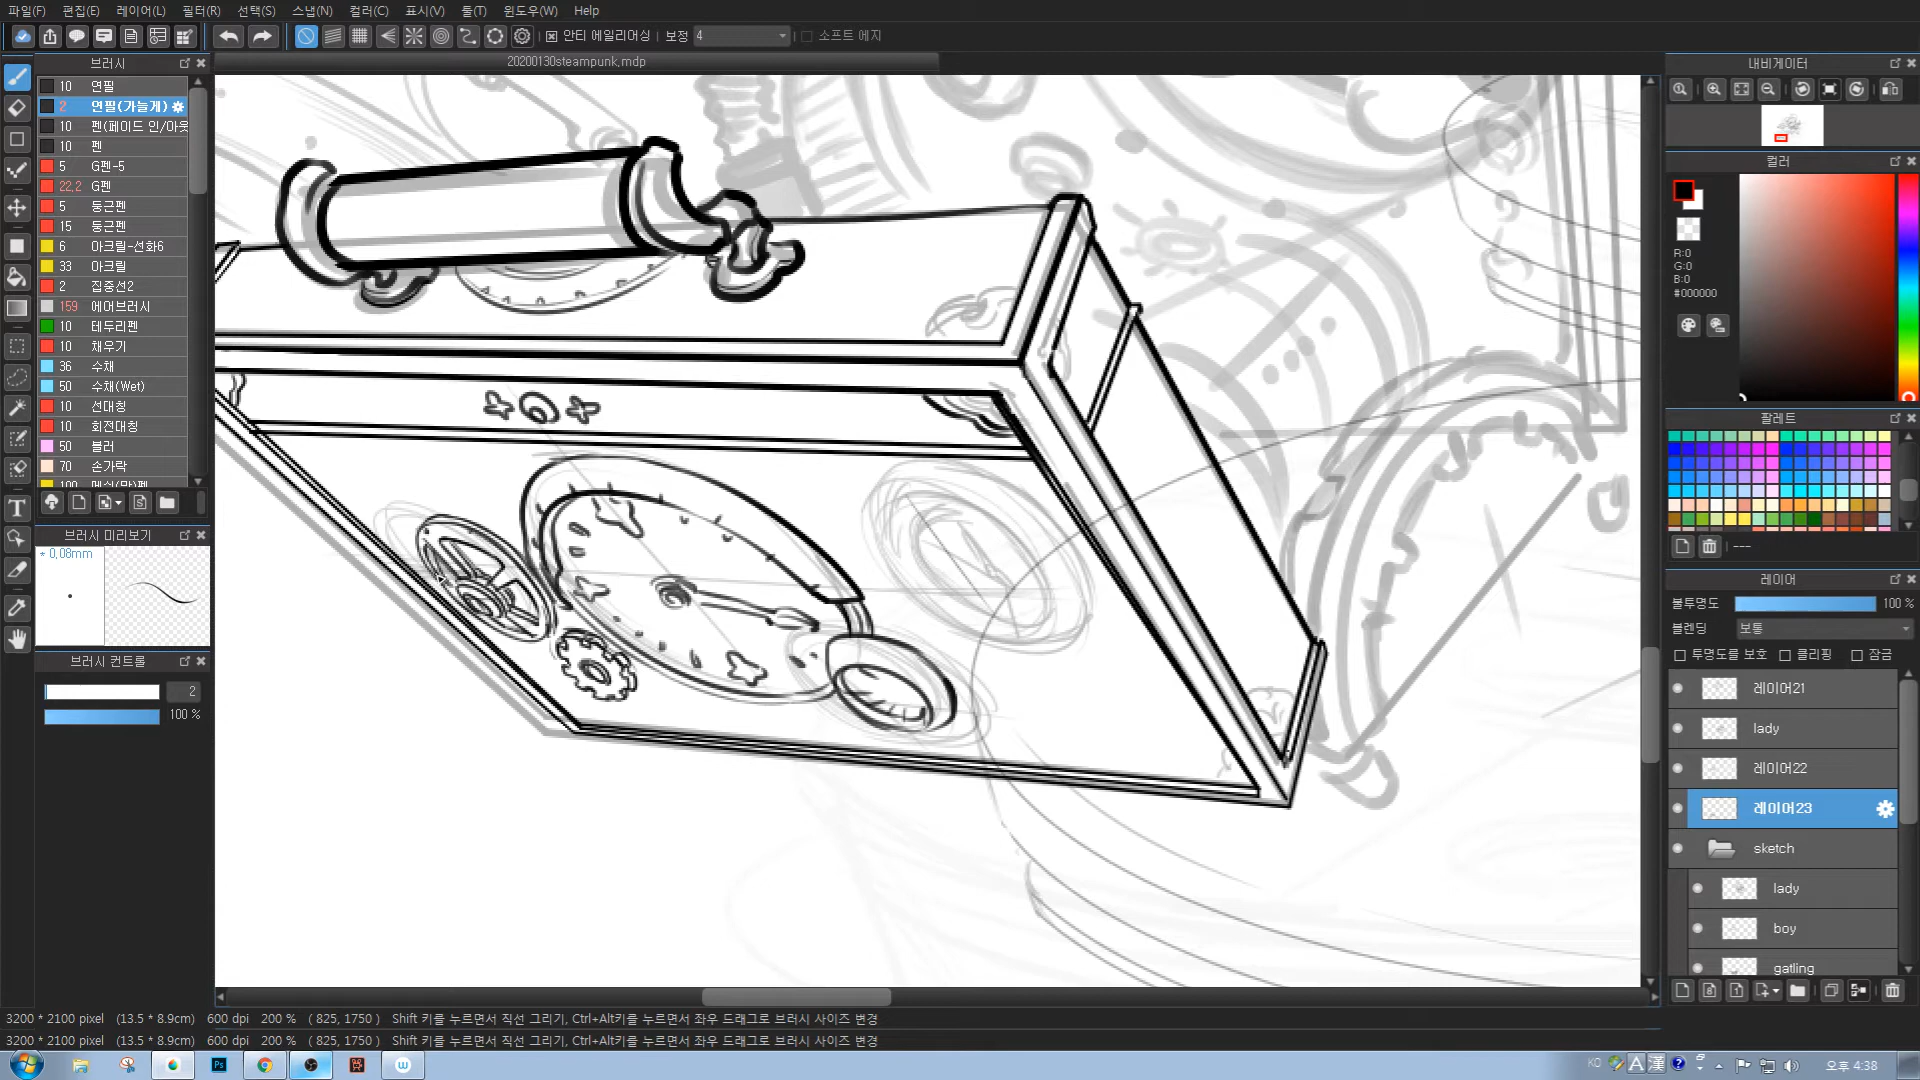 파일(F) 편집(E) 레이어(L) 필터(R) 선택(S) 스냅(N) 컬러(C) 표시(V) 툴(T) 윈도우(W) Help
안티 에일리어싱 보정 4 소프트 에지
브러시
20200130steampunk.mdp
10 연필
2 연필(가늘게)
10 펜(페이드 인/아웃
10 펜
5 G펜-5
22.2 G펜
5 둥근펜
15 둥근펜
6 아크릴-선화6
33 아크릴
2 집중선2
159 에어브러시
10 테두리펜
10 채우기
36 수채
50 수채(Wet)
10 선대칭
10 회전대칭
50 블러
70 손가락
브러시 미리보기
* 0.08mm
브러시 컨트롤
2
100 %
내비게이터
컬러
R:0
G:0
B:0
#000000
팔레트
---
레이어
불투명도 100 %
블렌딩 보통
투명도를 보호 클리핑 잠금
레이어21
lady
레이어22
레이어23
sketch
lady
boy
gatling
3200 * 2100 pixel (13.5 * 8.9cm) 600 dpi 200 % ( 825, 1750 ) Shift 키를 누르면서 직선 그리기, Ctrl+Alt키를 누르면서 좌우 드래그로 브러시 사이즈 변경
3200 * 2100 pixel (13.5 * 8.9cm) 600 dpi 200 % ( 825, 1750 ) Shift 키를 누르면서 직선 그리기, Ctrl+Alt키를 누르면서 좌우 드래그로 브러시 사이즈 변경
Ps
KO A 漢 오후 4:38